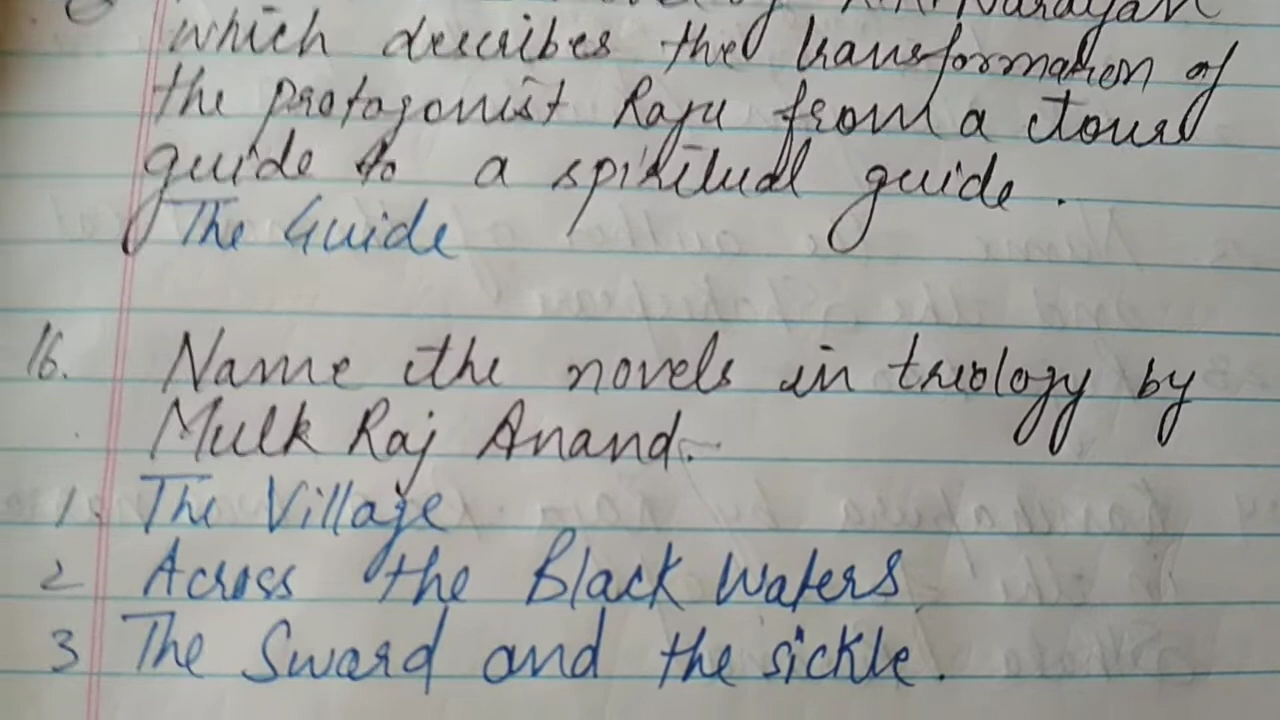 R.K. Narayan
which describes the transformation of
the protagonist Raju from a tour
guide to a spiritual guide.
The Guide
16. Name the novels in triology by
Mulk Raj Anand.
1. The Village
2 Across the Black Waters
3 The Sword and the sickle.